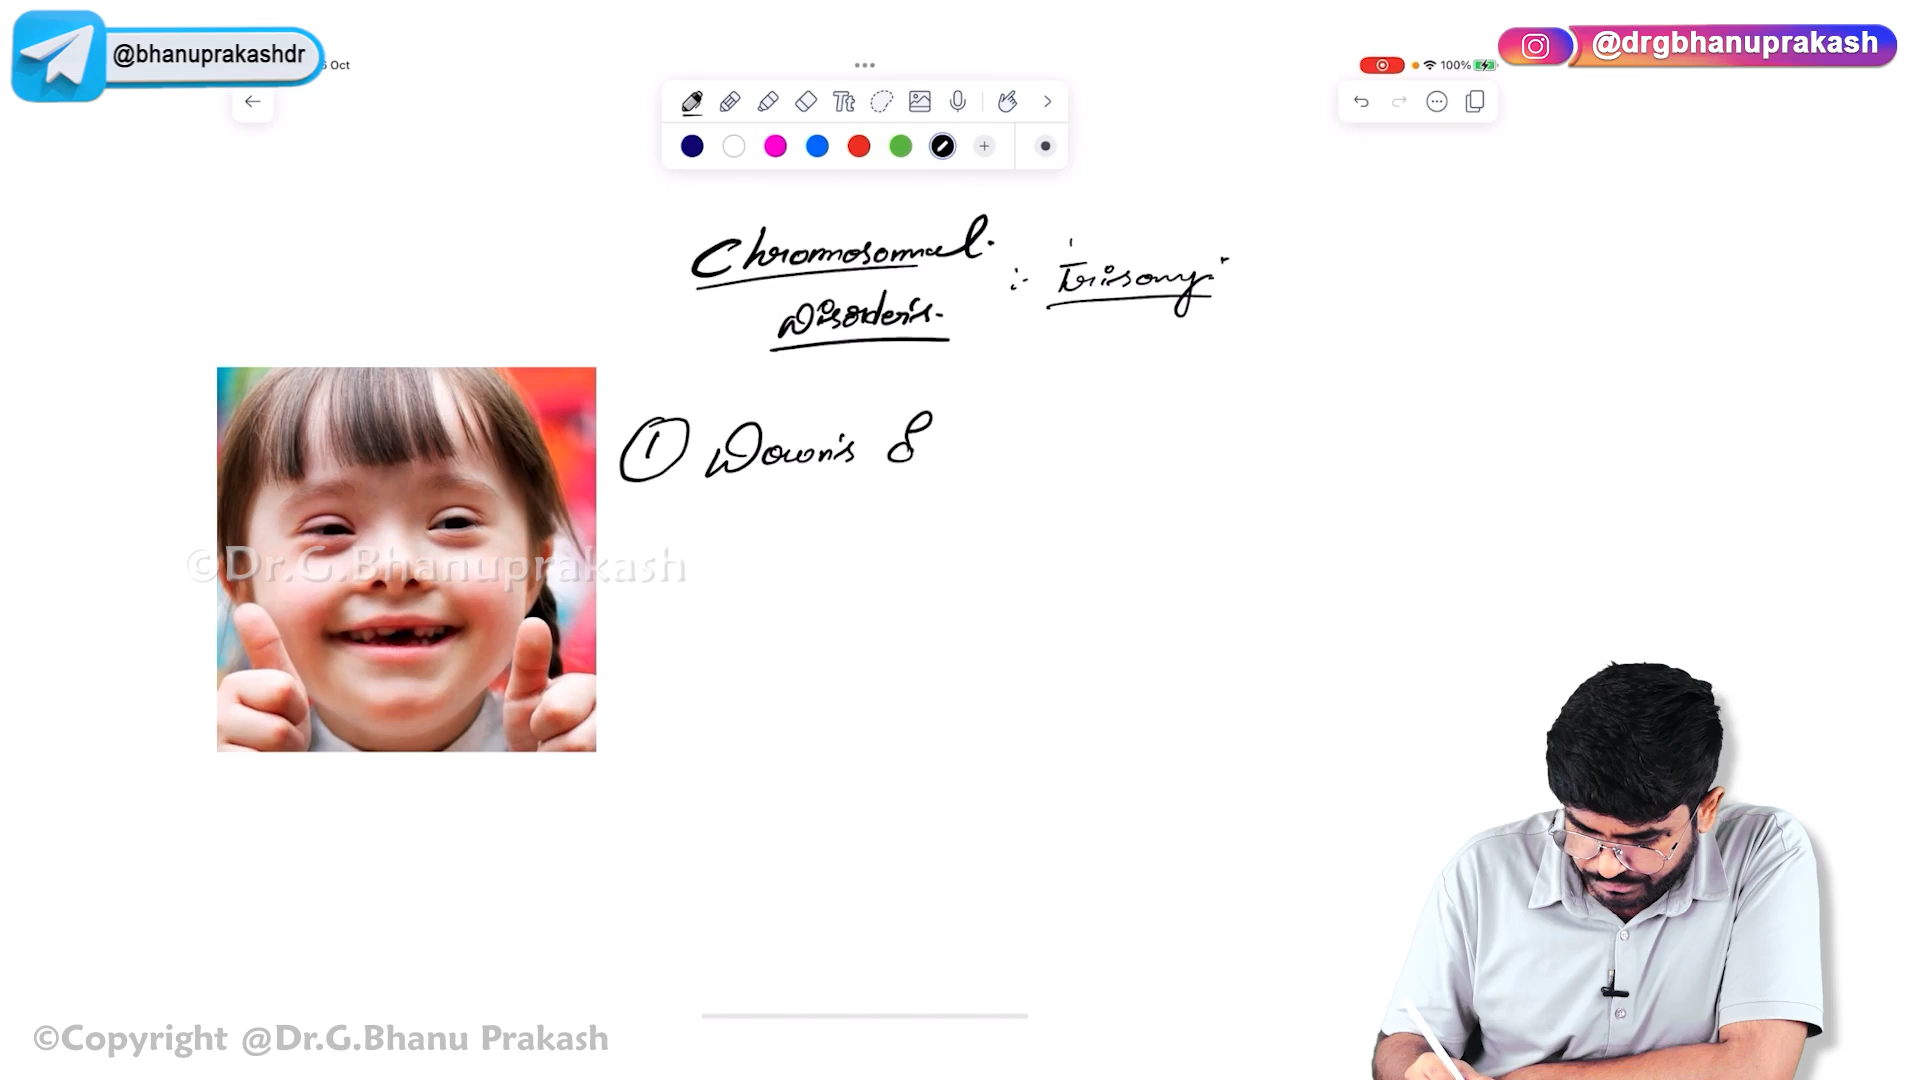 @bhanuprakashdr
Oct
100%
@drgbhanuprakash
Chromosomal
Disorders
:- Trisomy
① Down's
©Dr.G.Bhanuprakash
©Copyright @Dr.G.Bhanu Prakash